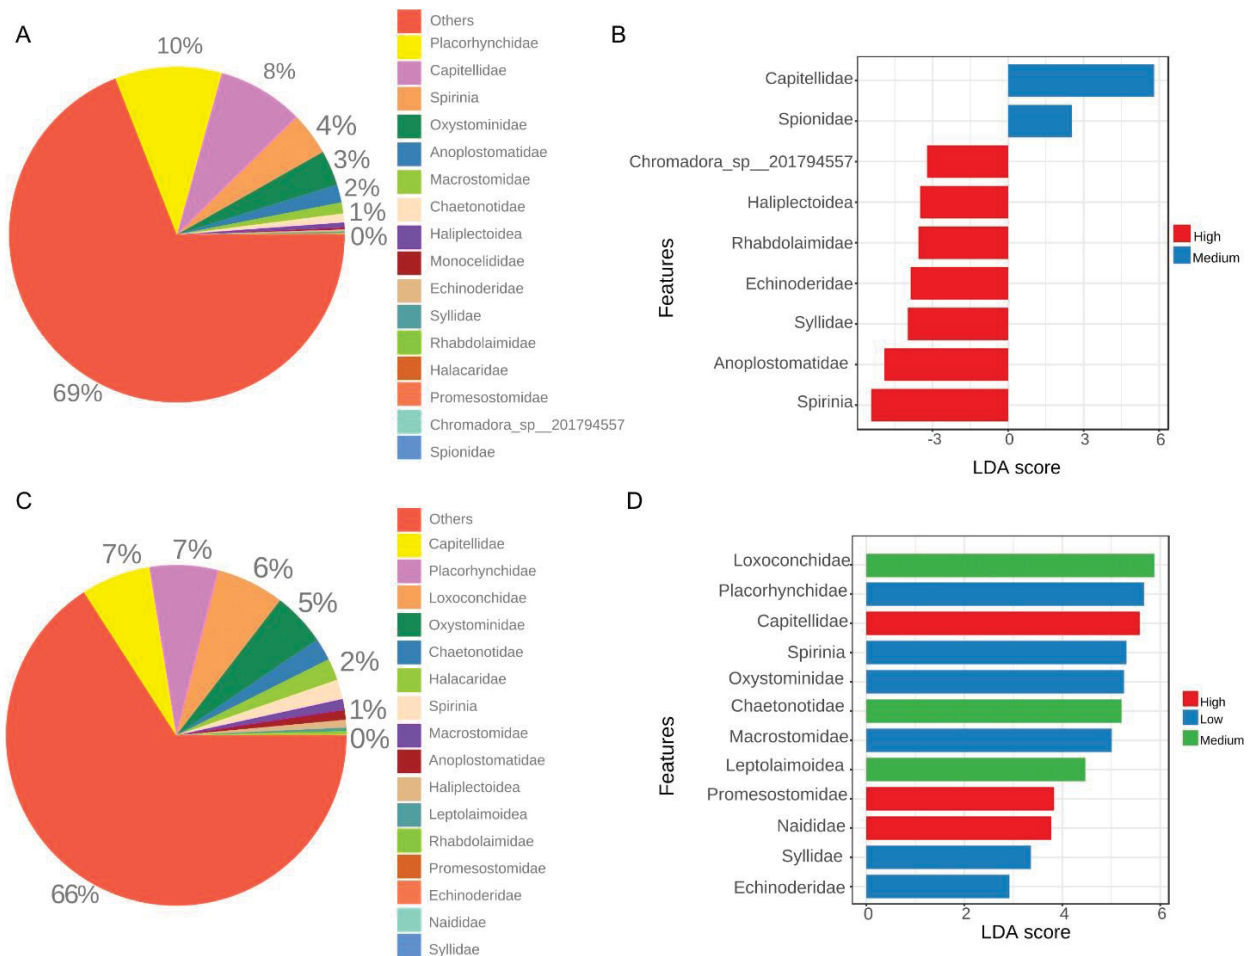 A
10%
8%
4%
3%
2%
1%
0%
69%
Others
Placorhynchidae
Capitellidae
Spirinia
Oxystominidae
Anoplostomatidae
Macrostomidae
Chaetonotidae
Haliplectoidea
Monocelididae
Echinoderidae
Syllidae
Rhabdolaimidae
Halacaridae
Promesostomidae
Chromadora_sp__201794557
Spionidae
B
Features
Capitellidae
Spionidae
Chromadora_sp__201794557
Haliplectoidea
Rhabdolaimidae
Echinoderidae
Syllidae
Anoplostomatidae
Spirinia
-3 0 3 6
LDA score
High
Medium
C
7%
7%
6%
5%
2%
1%
0%
66%
Others
Capitellidae
Placorhynchidae
Loxoconchidae
Oxystominidae
Chaetonotidae
Halacaridae
Spirinia
Macrostomidae
Anoplostomatidae
Haliplectoidea
Leptolaimoidea
Rhabdolaimidae
Promesostomidae
Echinoderidae
Naididae
Syllidae
D
Features
Loxoconchidae
Placorhynchidae
Capitellidae
Spirinia
Oxystominidae
Chaetonotidae
Macrostomidae
Leptolaimoidea
Promesostomidae
Naididae
Syllidae
Echinoderidae
0 2 4 6
LDA score
High
Low
Medium